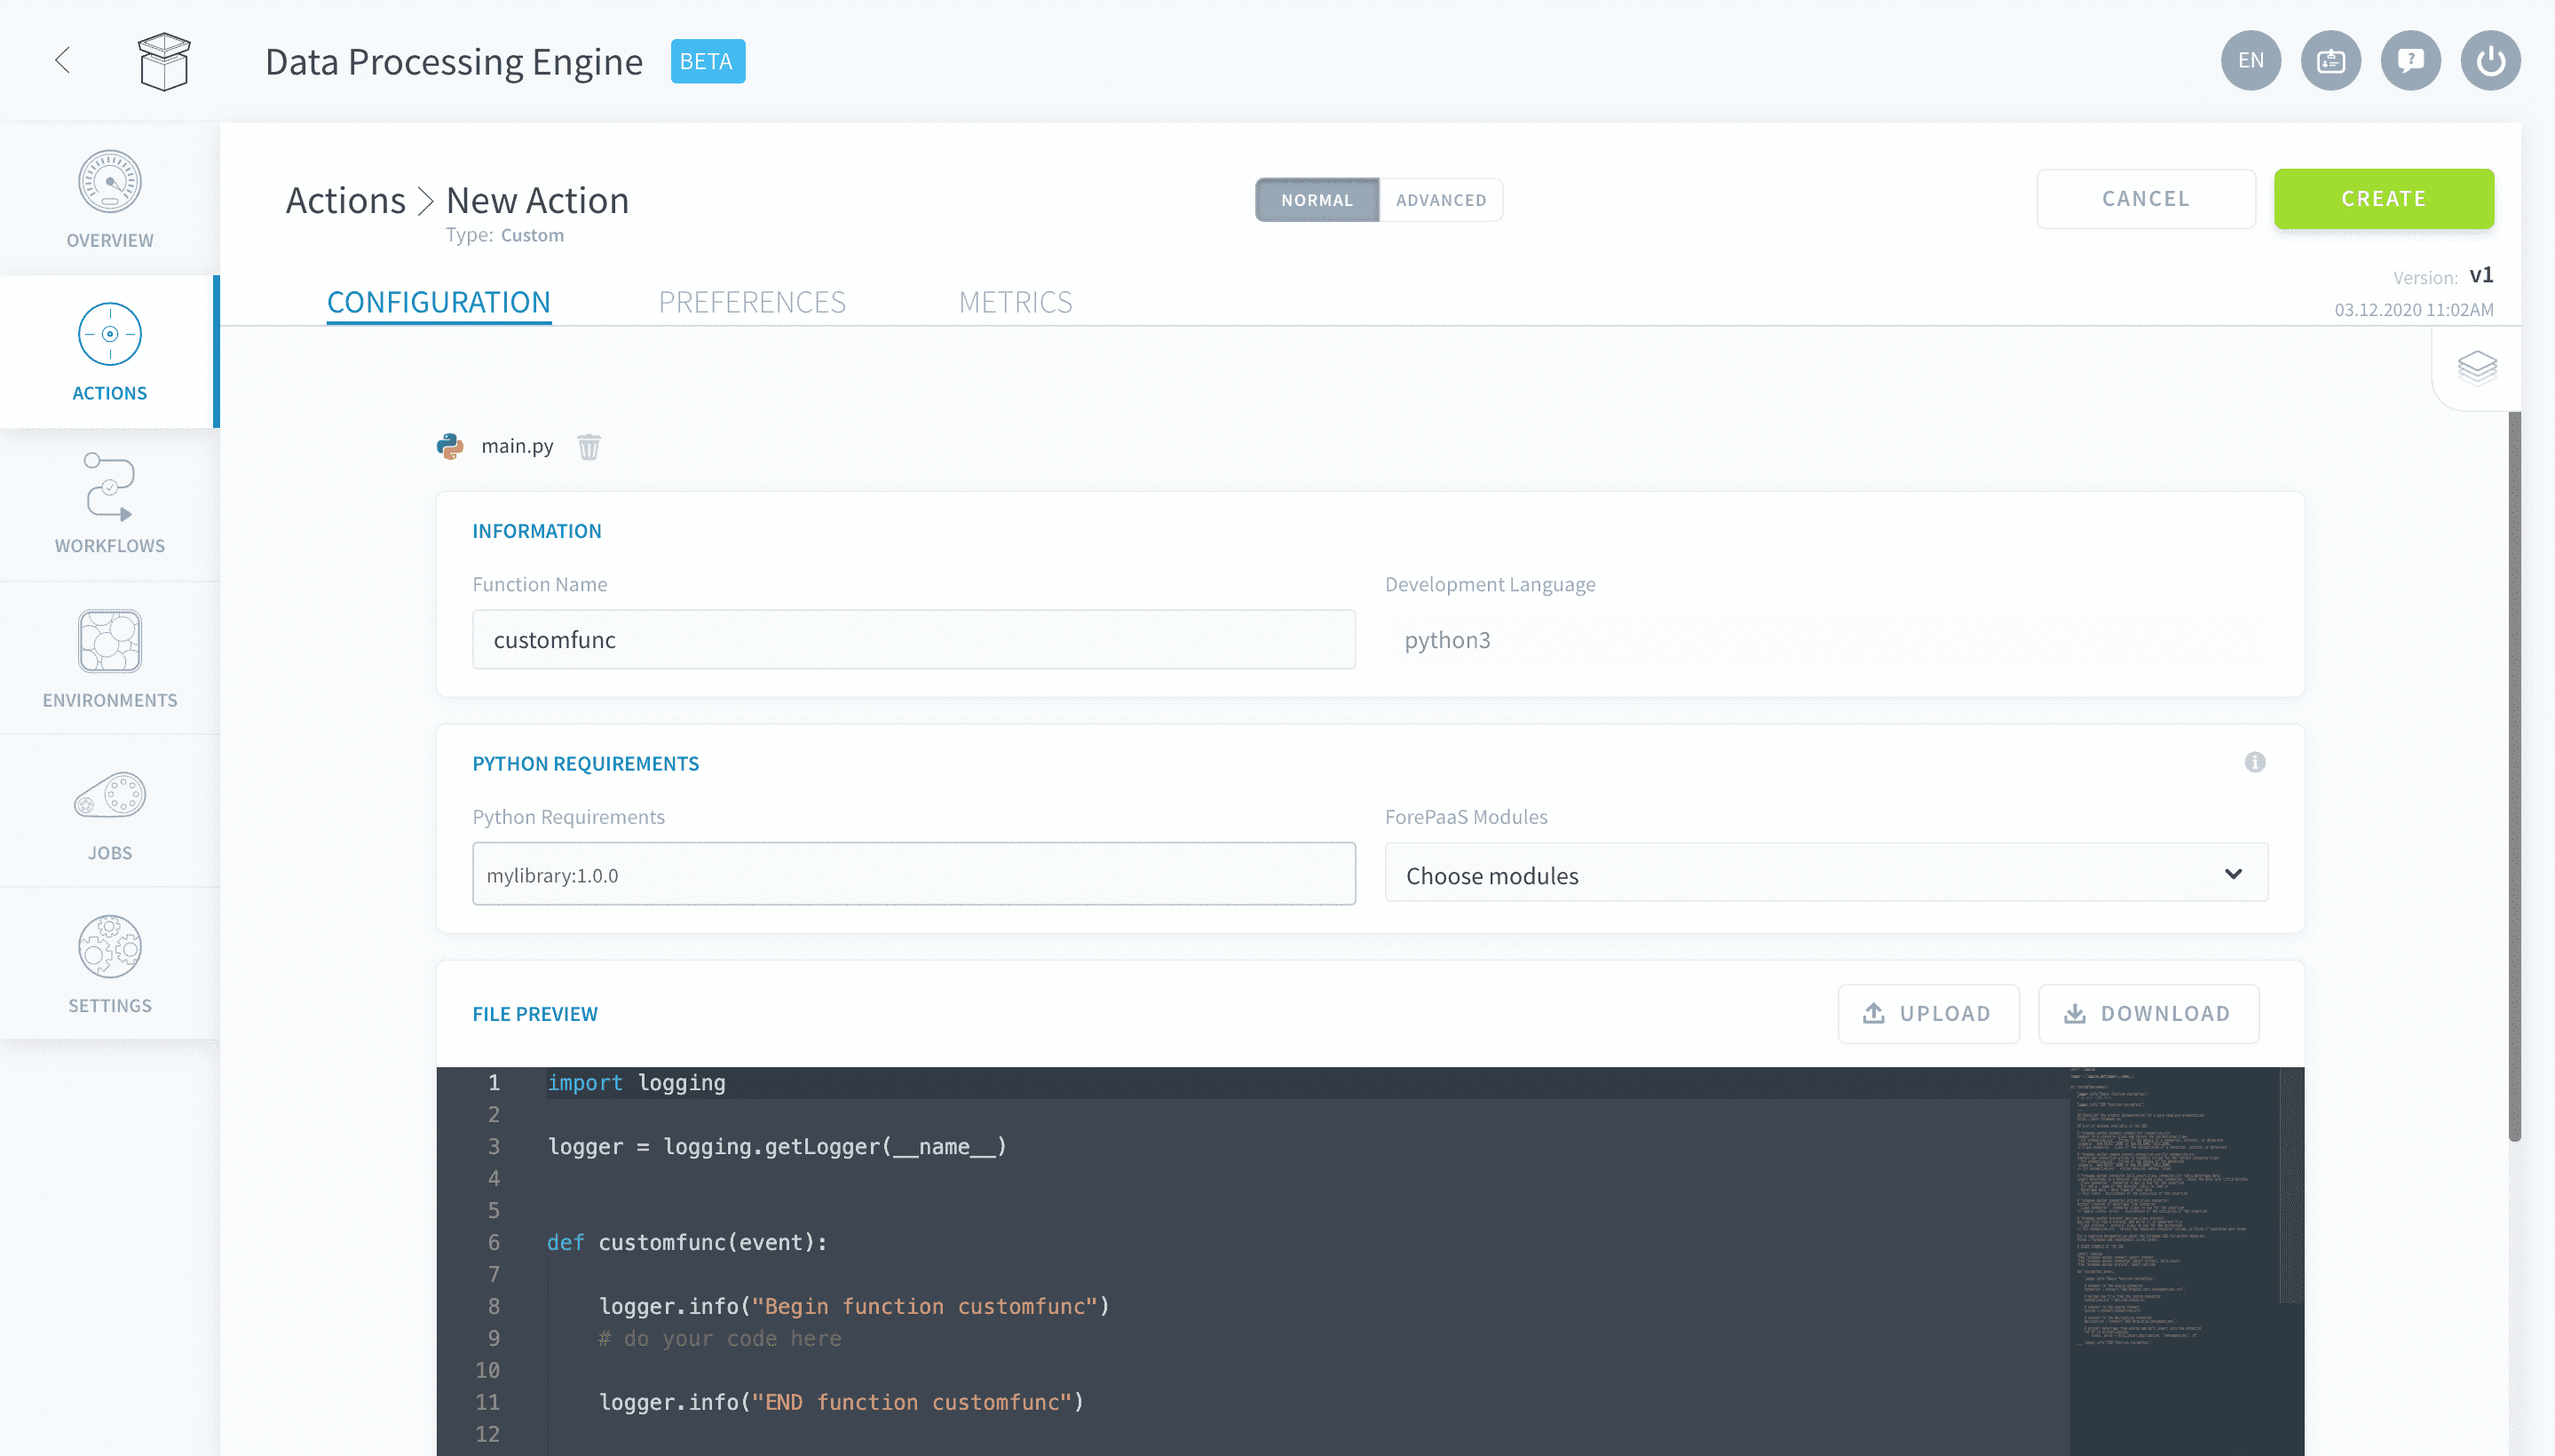 Data Processing Engine BETA
EN
OVERVIEW
ACTIONS
WORKFLOWS
ENVIRONMENTS
JOBS
SETTINGS
Actions > New Action
Type: Custom
NORMAL ADVANCED
CANCEL CREATE
CONFIGURATION PREFERENCES METRICS
Version: v1
03.12.2020 11:02AM
main.py
INFORMATION
Function Name Development Language
customfunc python3
PYTHON REQUIREMENTS
Python Requirements ForePaaS Modules
mylibrary:1.0.0 Choose modules
FILE PREVIEW UPLOAD DOWNLOAD
1 import logging
2
3 logger = logging.getLogger(__name__)
4
5
6 def customfunc(event):
7
8 logger.info("Begin function customfunc")
9 # do your code here
10
11 logger.info("END function customfunc")
12